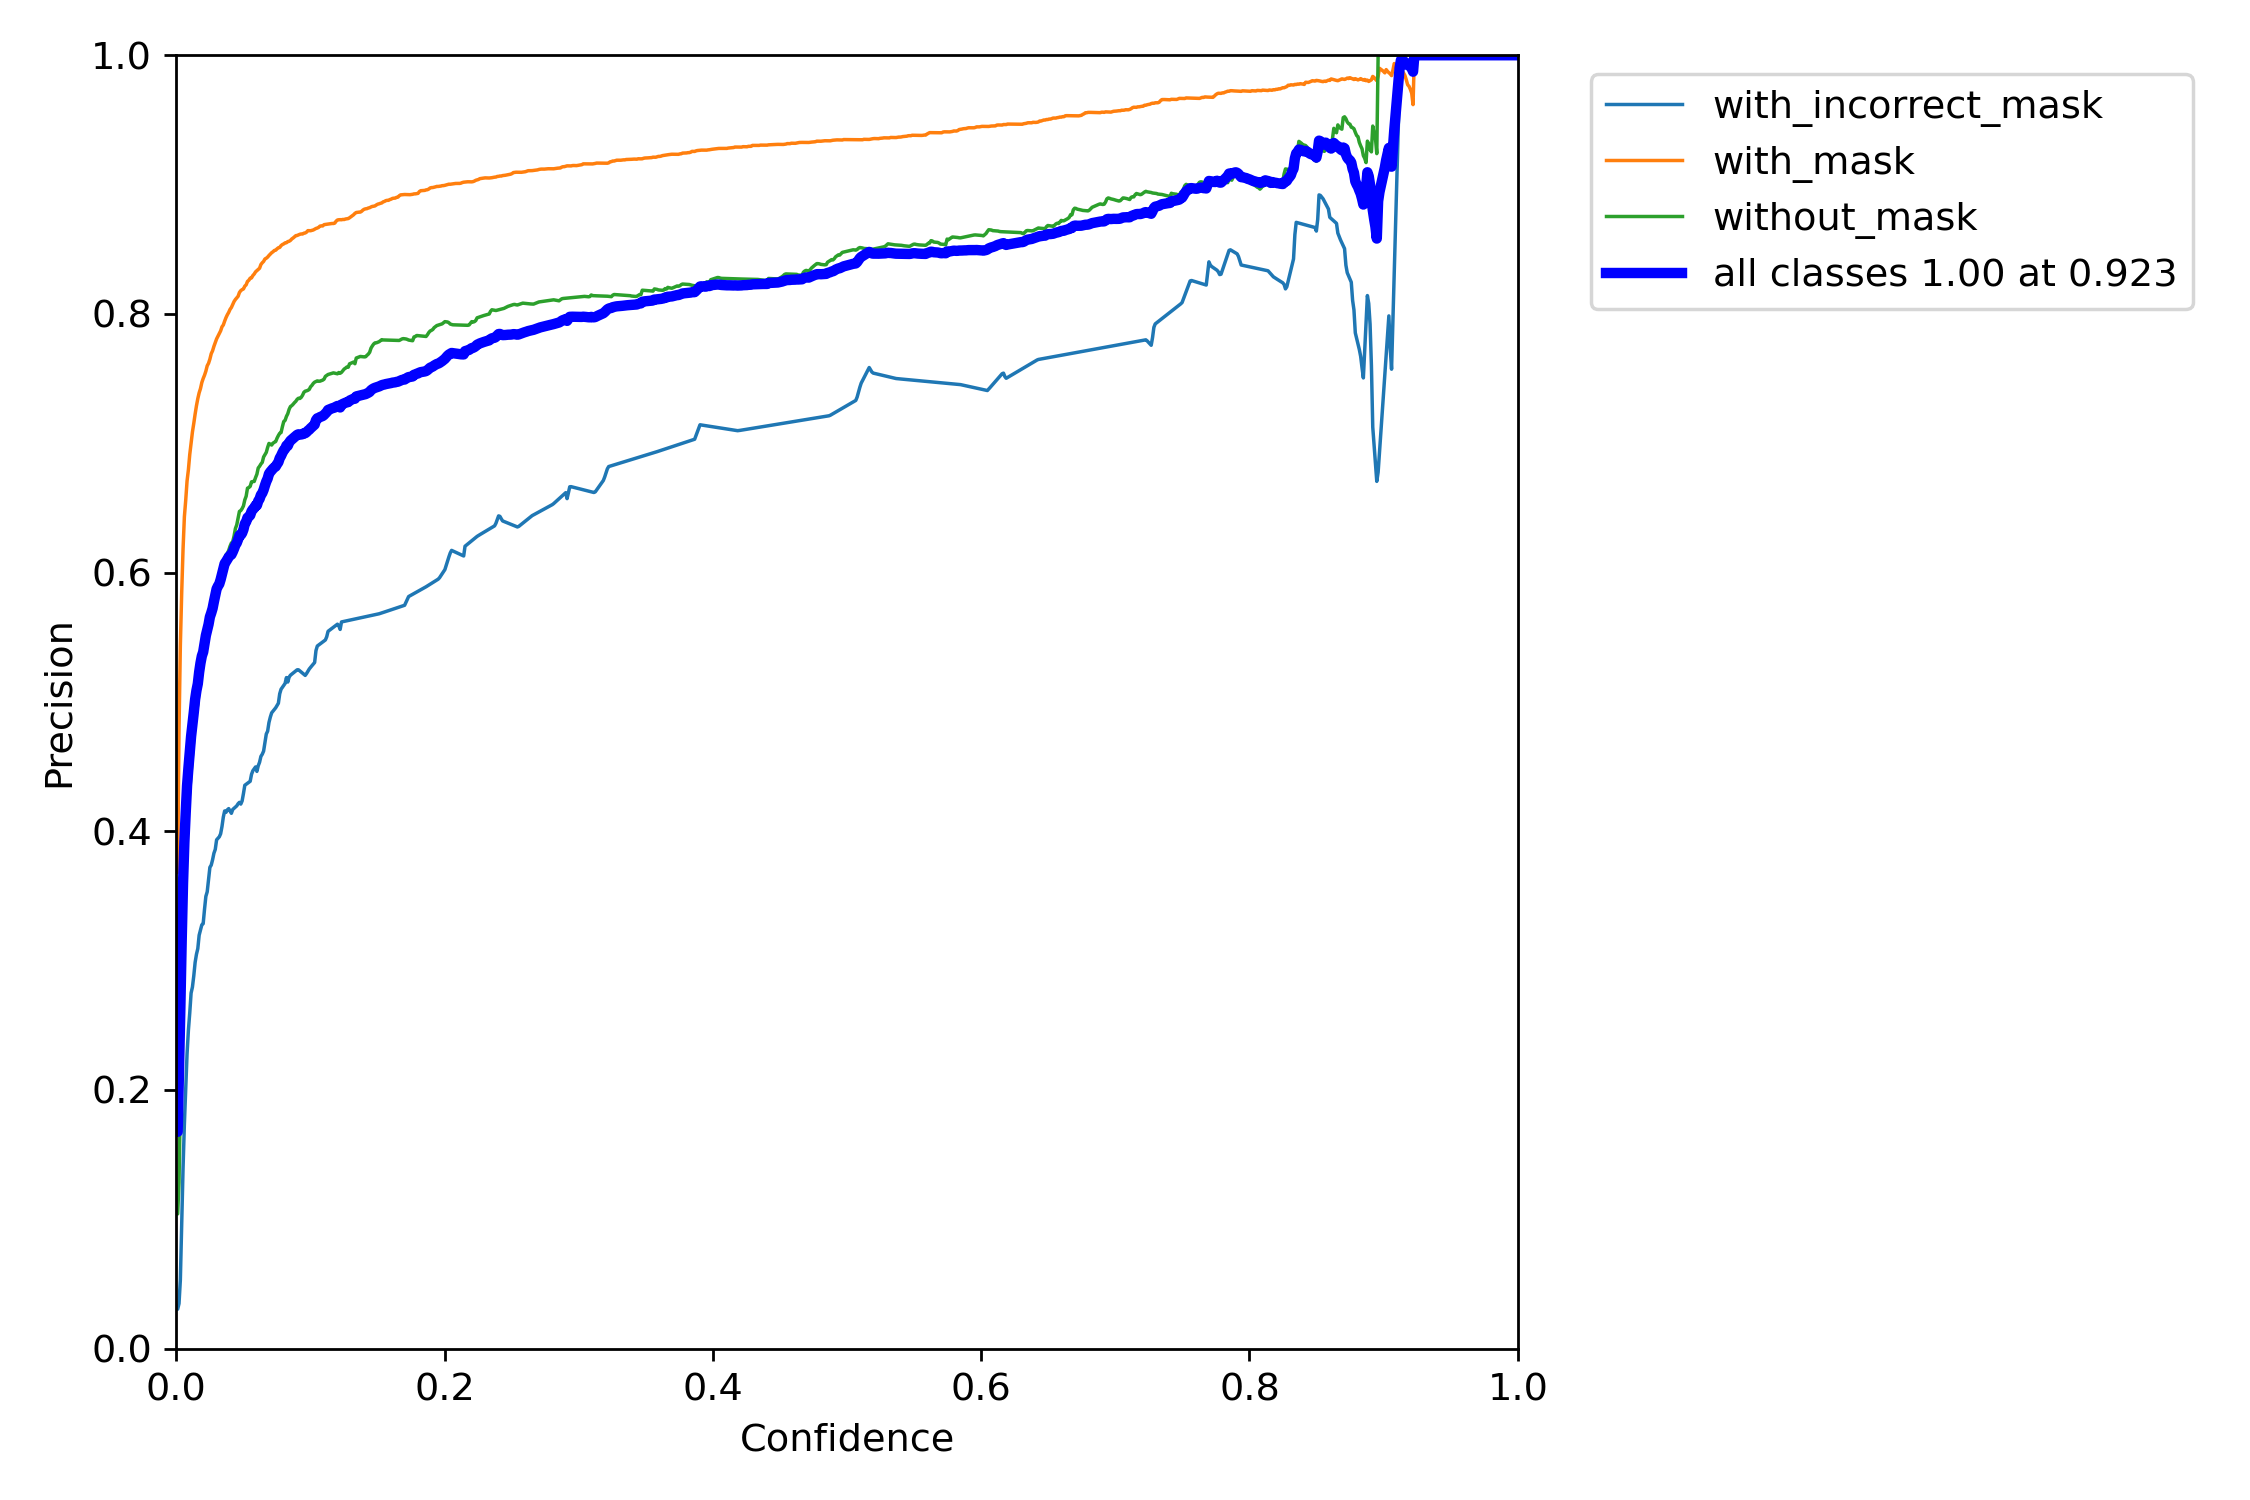 1.0
0.8
0.6
0.4
0.2
0.0
Precision
0.0 0.2 0.4 0.6 0.8 1.0
Confidence
with_incorrect_mask
with_mask
without_mask
all classes 1.00 at 0.923